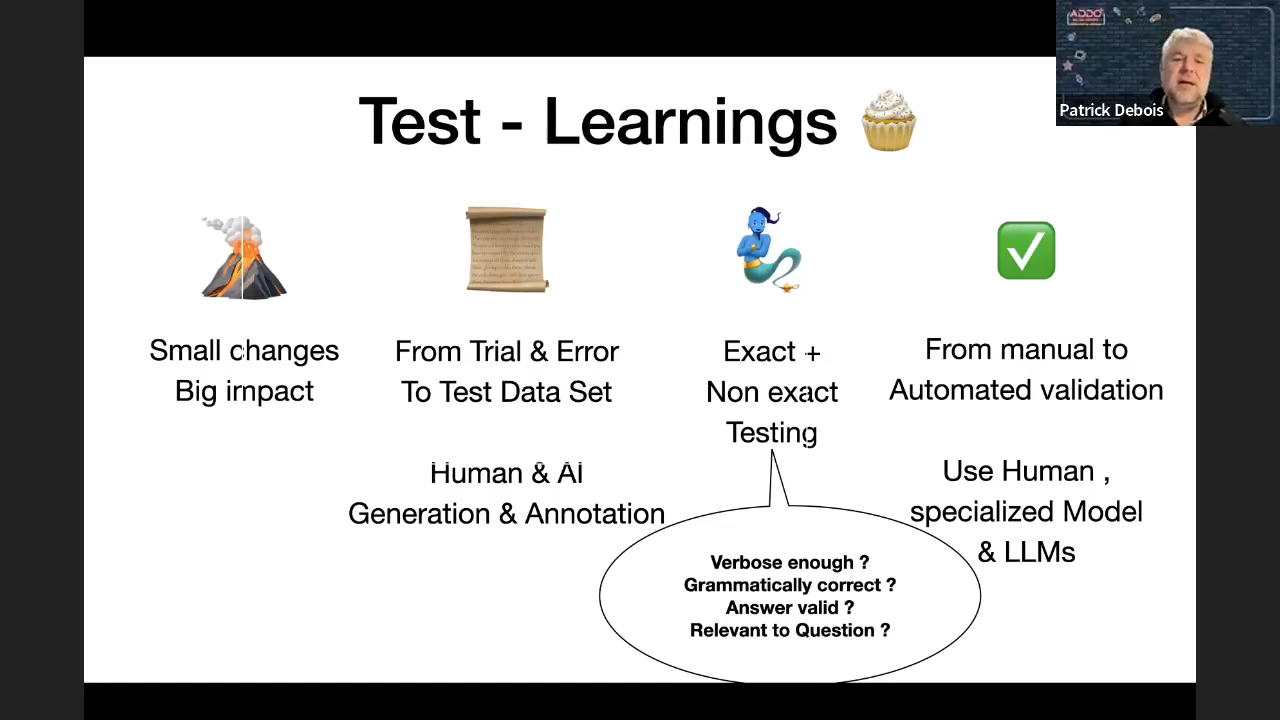 Test - Learnings
ADDO
Patrick Debois
Small changes
Big impact
From Trial & Error
To Test Data Set
Human & AI
Generation & Annotation
Exact +
Non exact
Testing
Verbose enough ?
Grammatically correct ?
Answer valid ?
Relevant to Question ?
From manual to
Automated validation
Use Human ,
specialized Model
& LLMs